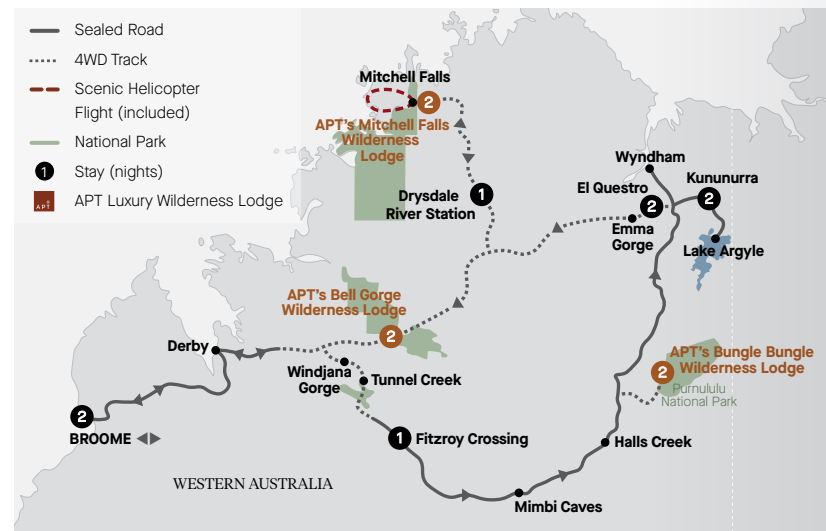 Sealed Road
4WD Track
Scenic Helicopter
Flight (included)
National Park
1 Stay (nights)
APT APT Luxury Wilderness Lodge
Mitchell Falls
2
APT's Mitchell Falls
Wilderness
Lodge
Drysdale
River Station
1
Wyndham
El Questro
2
Kununurra
2
Emma
Gorge
Lake Argyle
APT's Bell Gorge
Wilderness Lodge
2
Derby
Windjana
Gorge
Tunnel Creek
APT's Bungle Bungle
Wilderness Lodge
2
Purnululu
National Park
2
BROOME
1
Fitzroy Crossing
Halls Creek
Mimbi Caves
WESTERN AUSTRALIA